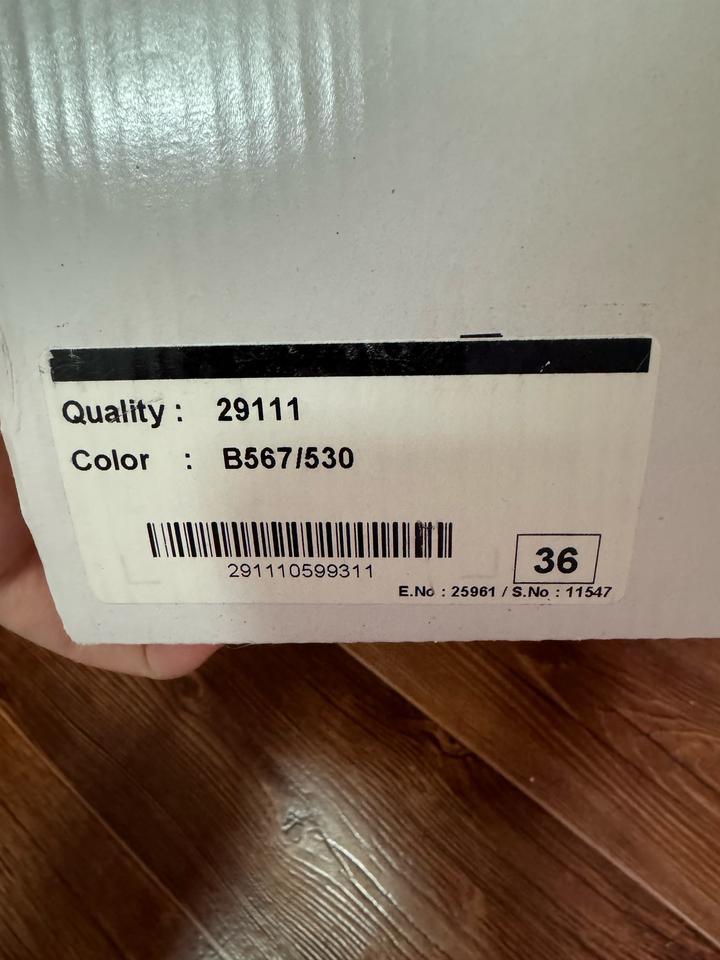 Quality : 29111
Color : B567/530
291110599311
36
E.No : 25961 / S.No : 11547